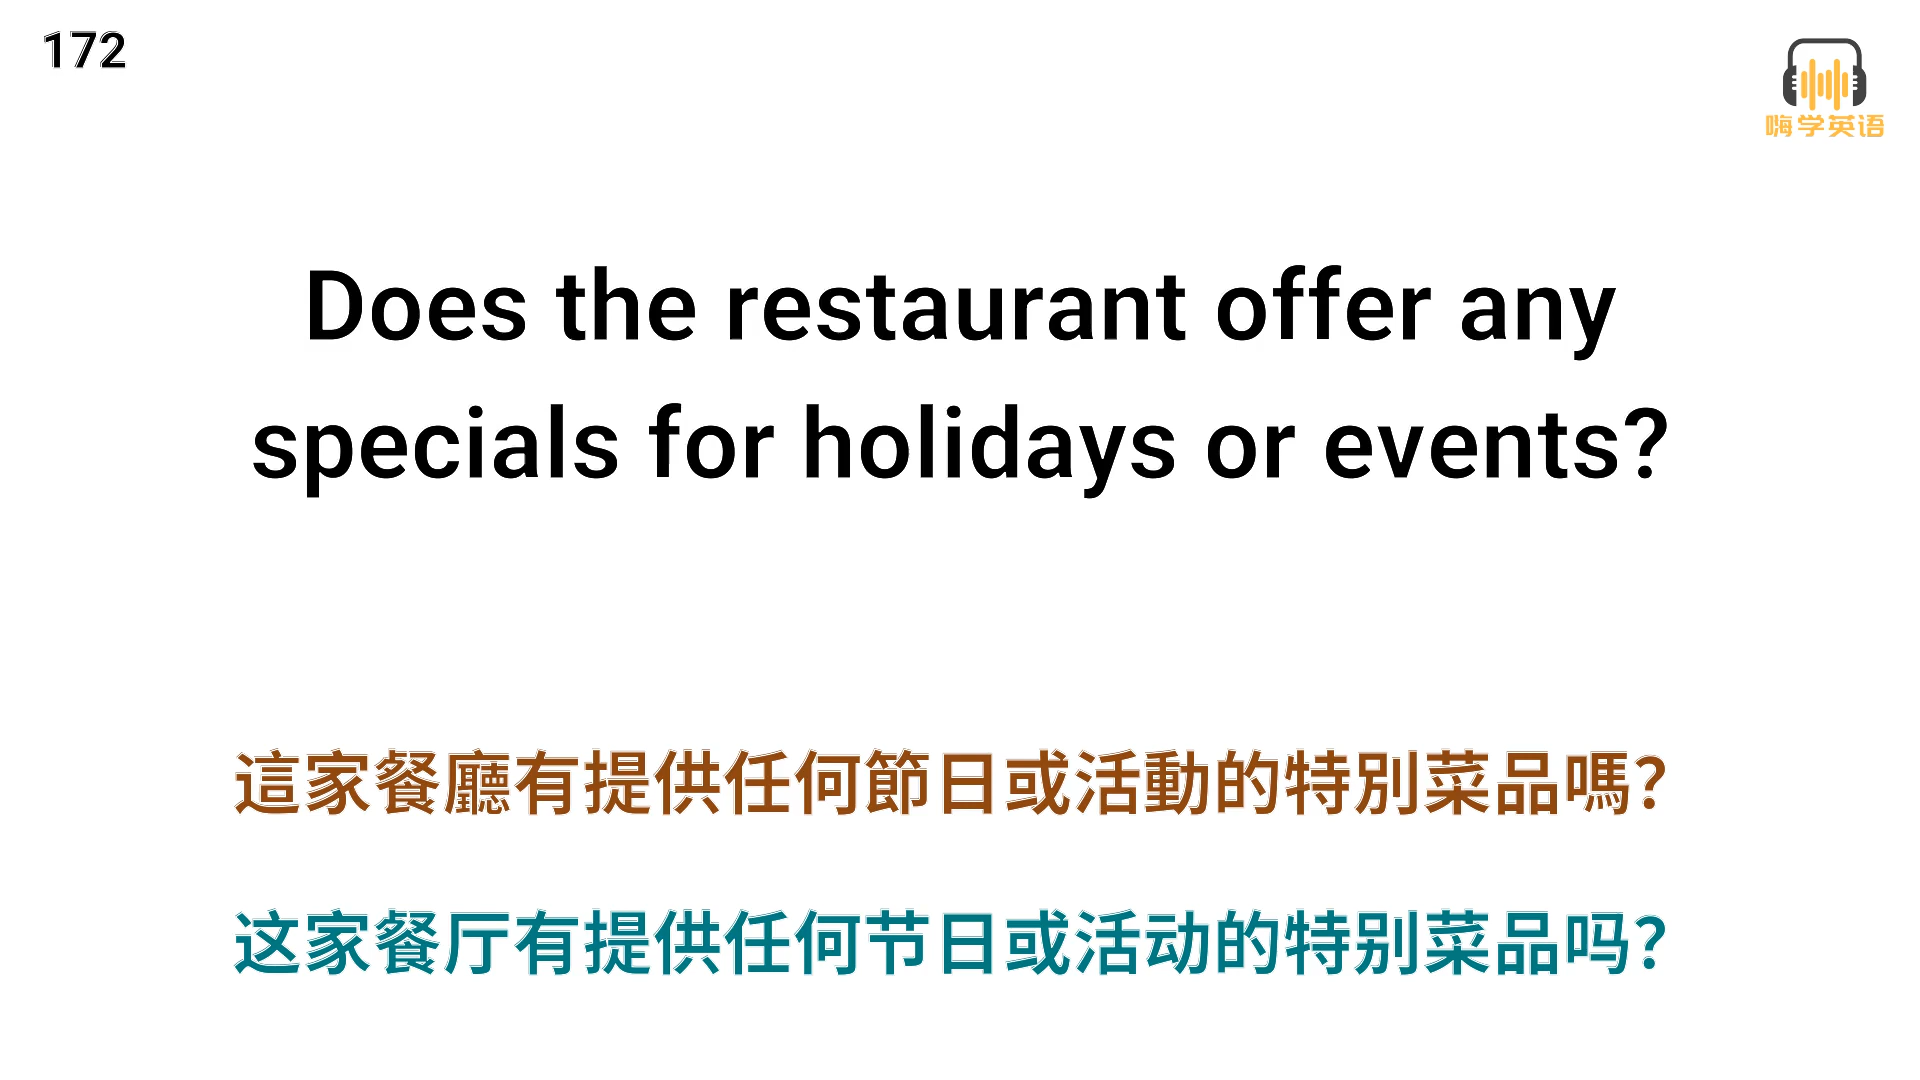 172
嗨学英语
Does the restaurant offer any
specials for holidays or events?
這家餐廳有提供任何節日或活動的特別菜品嗎？
这家餐厅有提供任何节日或活动的特别菜品吗？